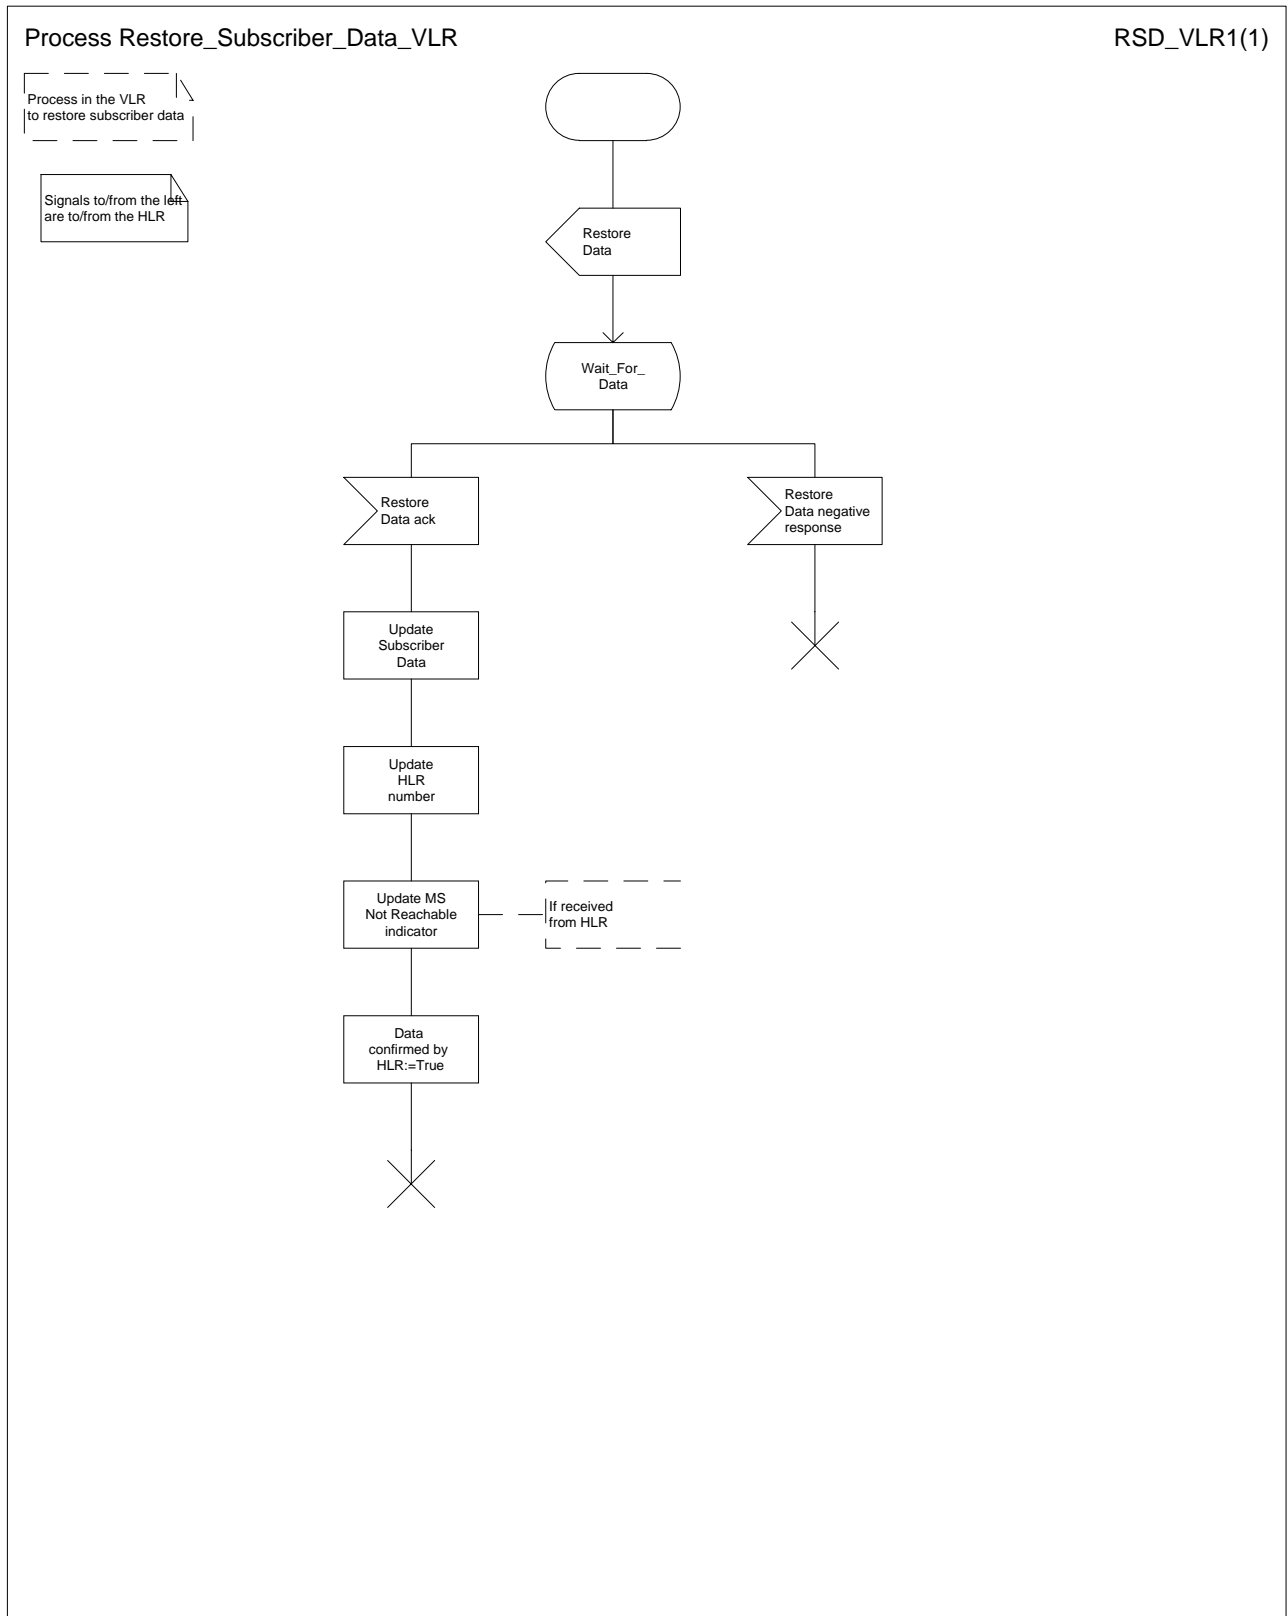 Process Restore_Subscriber_Data_VLR
RSD_VLR1(1)
Process in the VLR
to restore subscriber data
Signals to/from the left
are to/from the HLR
Restore
Data
Wait_For_
Data
Restore
Data ack
Restore
Data negative
response
Update
Subscriber
Data
Update
HLR
number
Update MS
Not Reachable
indicator
If received
from HLR
Data
confirmed by
HLR:=True